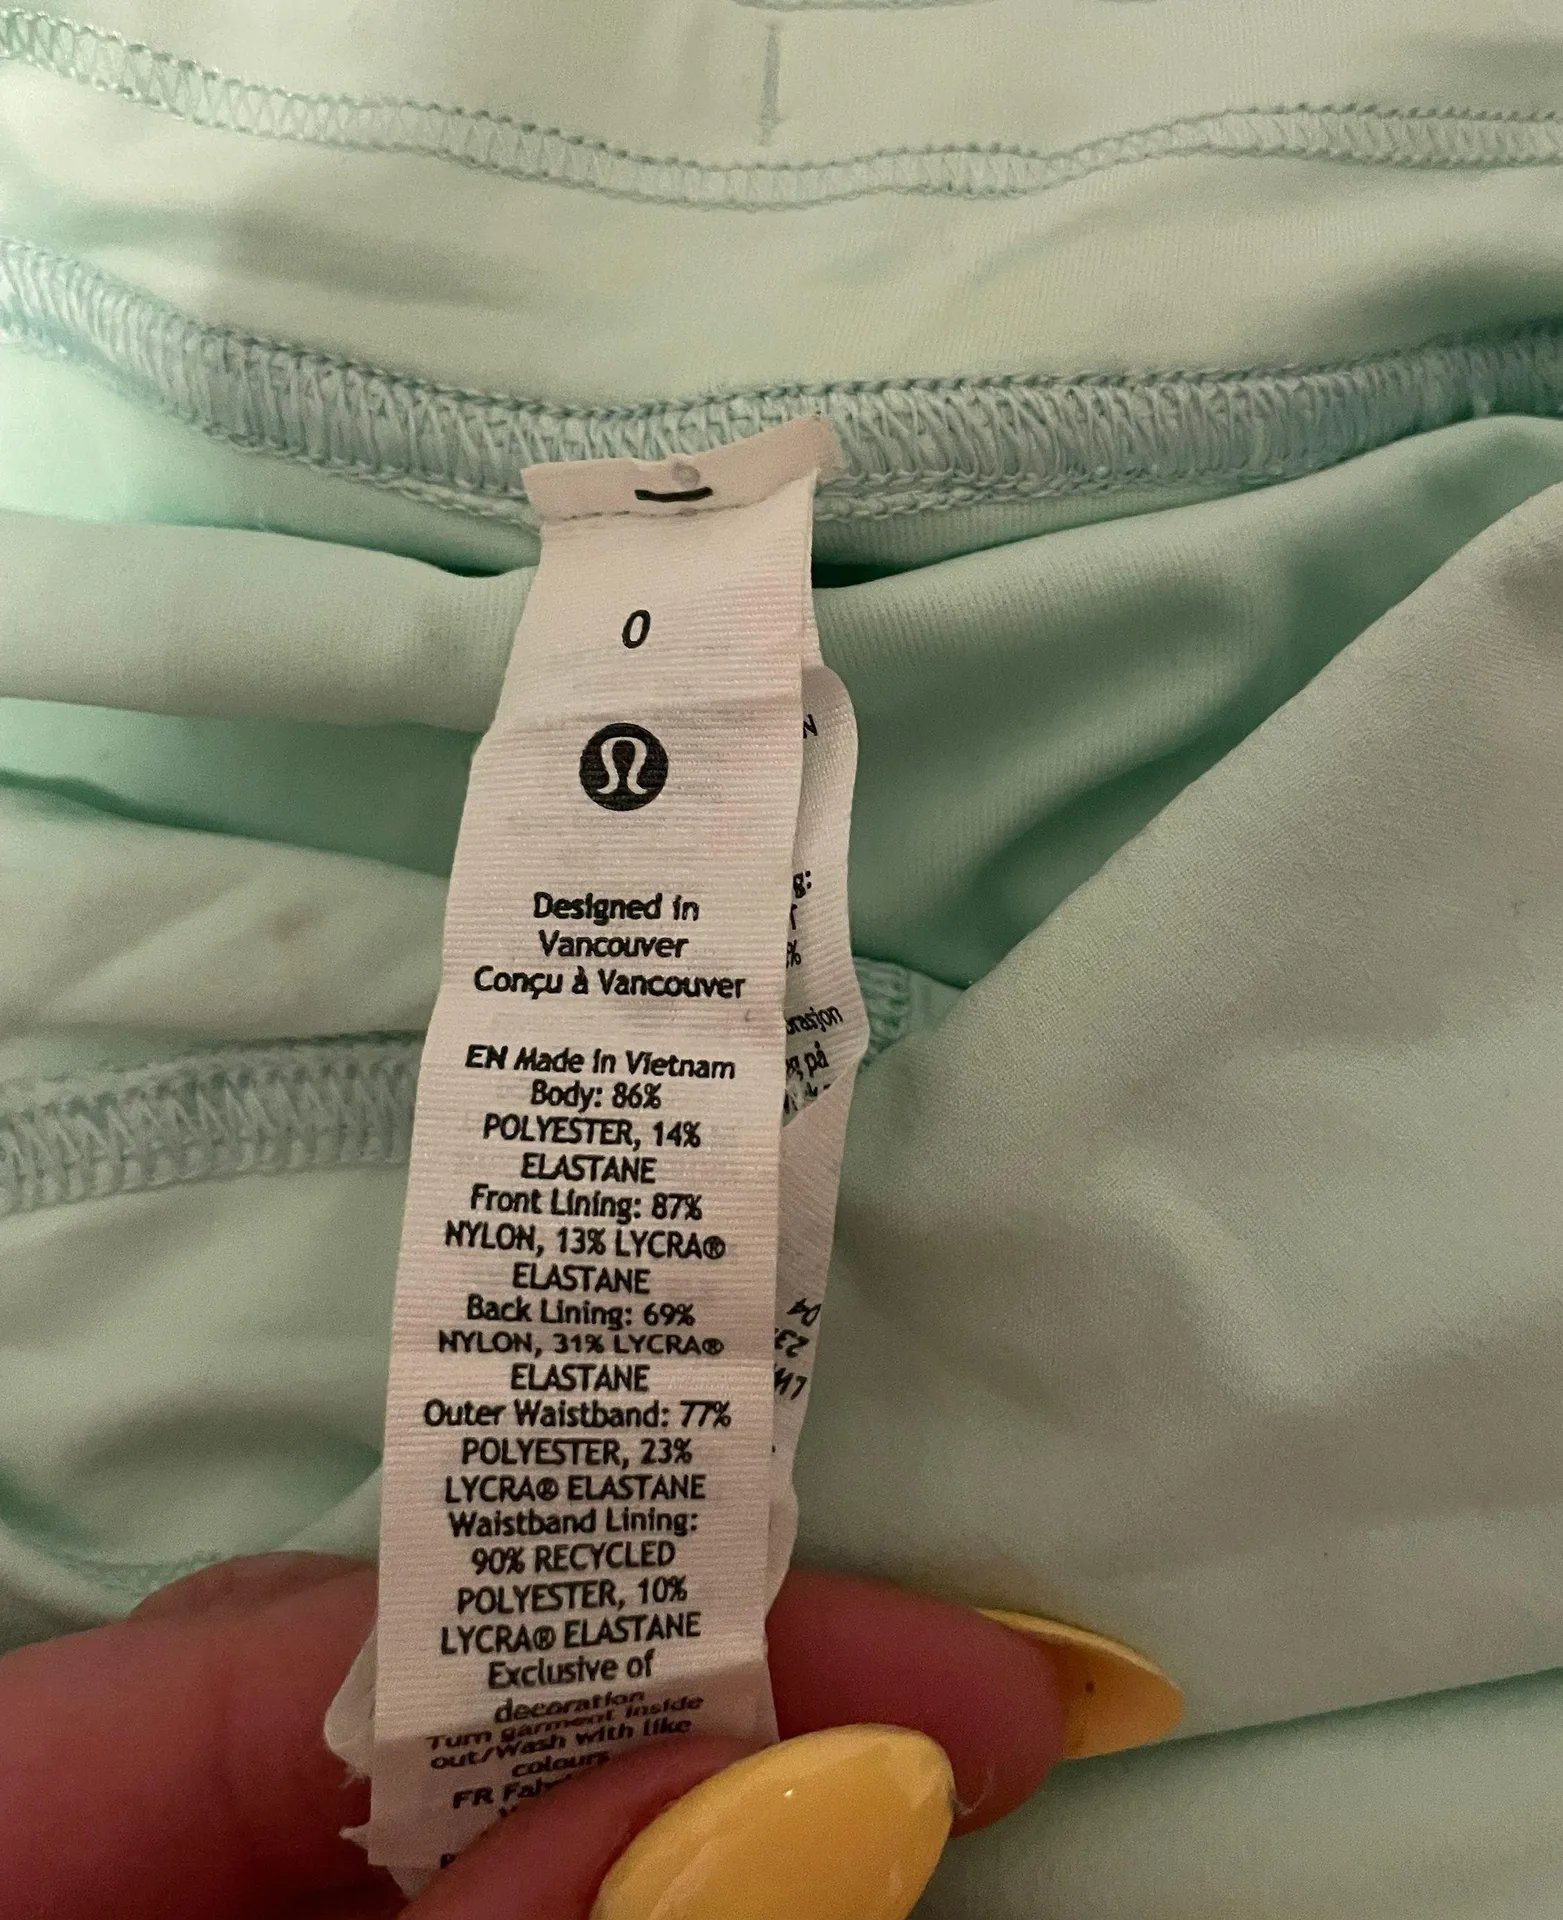 0
Designed in
Vancouver
Conçu à Vancouver
EN Made in Vietnam
Body: 86%
POLYESTER, 14%
ELASTANE
Front Lining: 87%
NYLON, 13% LYCRA®
ELASTANE
Back Lining: 69%
NYLON, 31% LYCRA®
ELASTANE
Outer Waistband: 77%
POLYESTER, 23%
LYCRA® ELASTANE
Waistband Lining:
90% RECYCLED
POLYESTER, 10%
LYCRA® ELASTANE
Exclusive of
decoration
Turn garment inside
out/Wash with like
colours
FR
på